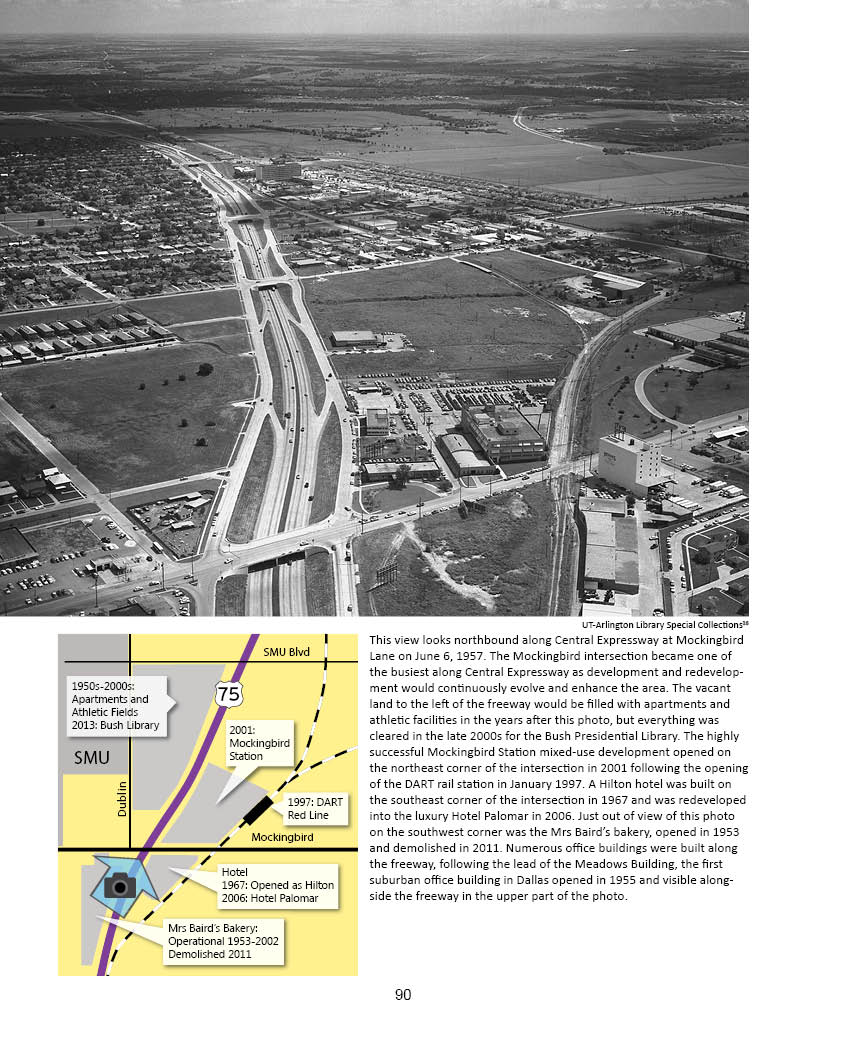 UT-Arlington Library Special Collections³⁸
SMU Blvd
1950s-2000s:
Apartments and
Athletic Fields
2013: Bush Library
75
2001:
Mockingbird
Station
SMU
Dublin
1997: DART
Red Line
Mockingbird
Hotel
1967: Opened as Hilton
2006: Hotel Palomar
Mrs Baird's Bakery:
Operational 1953-2002
Demolished 2011
This view looks northbound along Central Expressway at Mockingbird
Lane on June 6, 1957. The Mockingbird intersection became one of
the busiest along Central Expressway as development and redevelop-
ment would continuously evolve and enhance the area. The vacant
land to the left of the freeway would be filled with apartments and
athletic facilities in the years after this photo, but everything was
cleared in the late 2000s for the Bush Presidential Library. The highly
successful Mockingbird Station mixed-use development opened on
the northeast corner of the intersection in 2001 following the opening
of the DART rail station in January 1997. A Hilton hotel was built on
the southeast corner of the intersection in 1967 and was redeveloped
into the luxury Hotel Palomar in 2006. Just out of view of this photo
on the southwest corner was the Mrs Baird's bakery, opened in 1953
and demolished in 2011. Numerous office buildings were built along
the freeway, following the lead of the Meadows Building, the first
suburban office building in Dallas opened in 1955 and visible along-
side the freeway in the upper part of the photo.
90